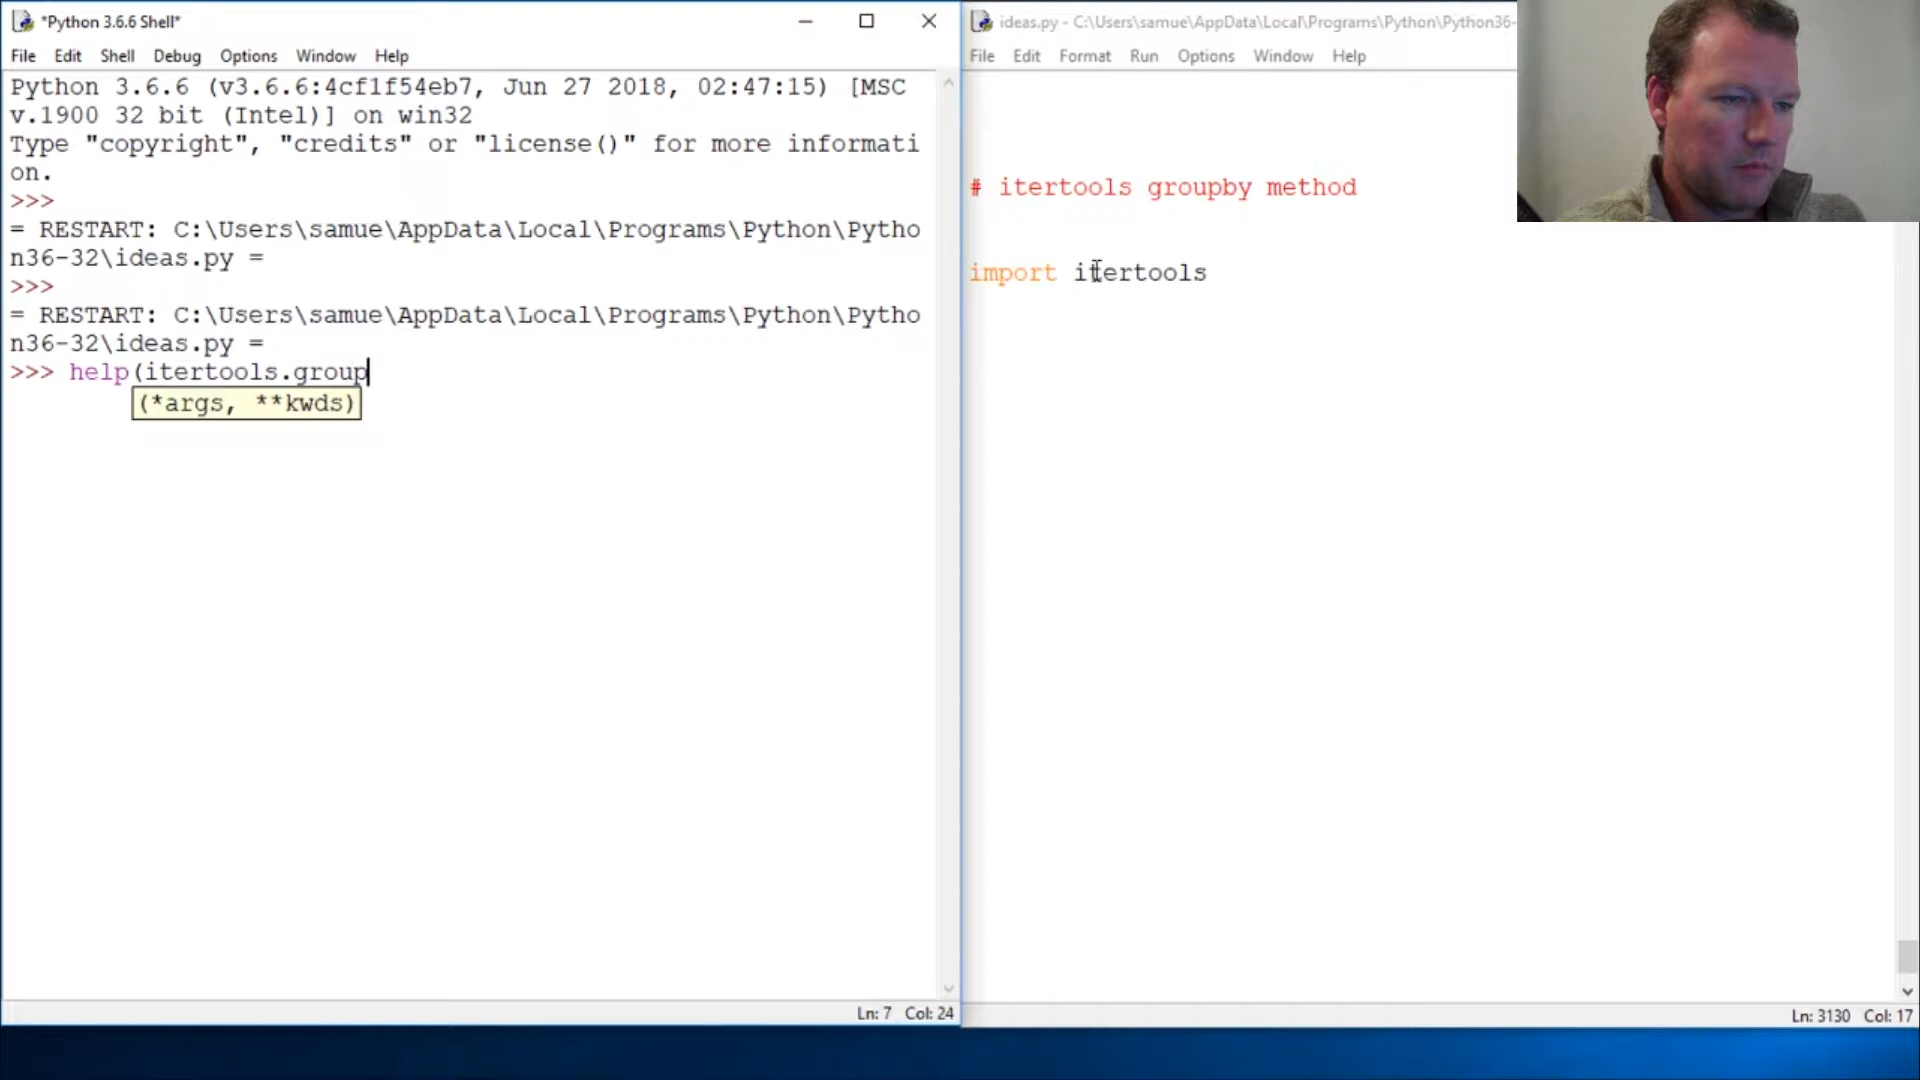 *Python 3.6.6 Shell*
File Edit Shell Debug Options Window Help
Python 3.6.6 (v3.6.6:4cf1f54eb7, Jun 27 2018, 02:47:15) [MSC
v.1900 32 bit (Intel)] on win32
Type "copyright", "credits" or "license()" for more informati
on.
>>>
= RESTART: C:\Users\samue\AppData\Local\Programs\Python\Pytho
n36-32\ideas.py =
>>>
= RESTART: C:\Users\samue\AppData\Local\Programs\Python\Pytho
n36-32\ideas.py =
>>> help(itertools.group
(*args, **kwds)
Ln: 7 Col: 24
ideas.py - C:\Users\samue\AppData\Local\Programs\Python\Python36-
File Edit Format Run Options Window Help
# itertools groupby method
import itertools
Ln: 3130 Col: 17